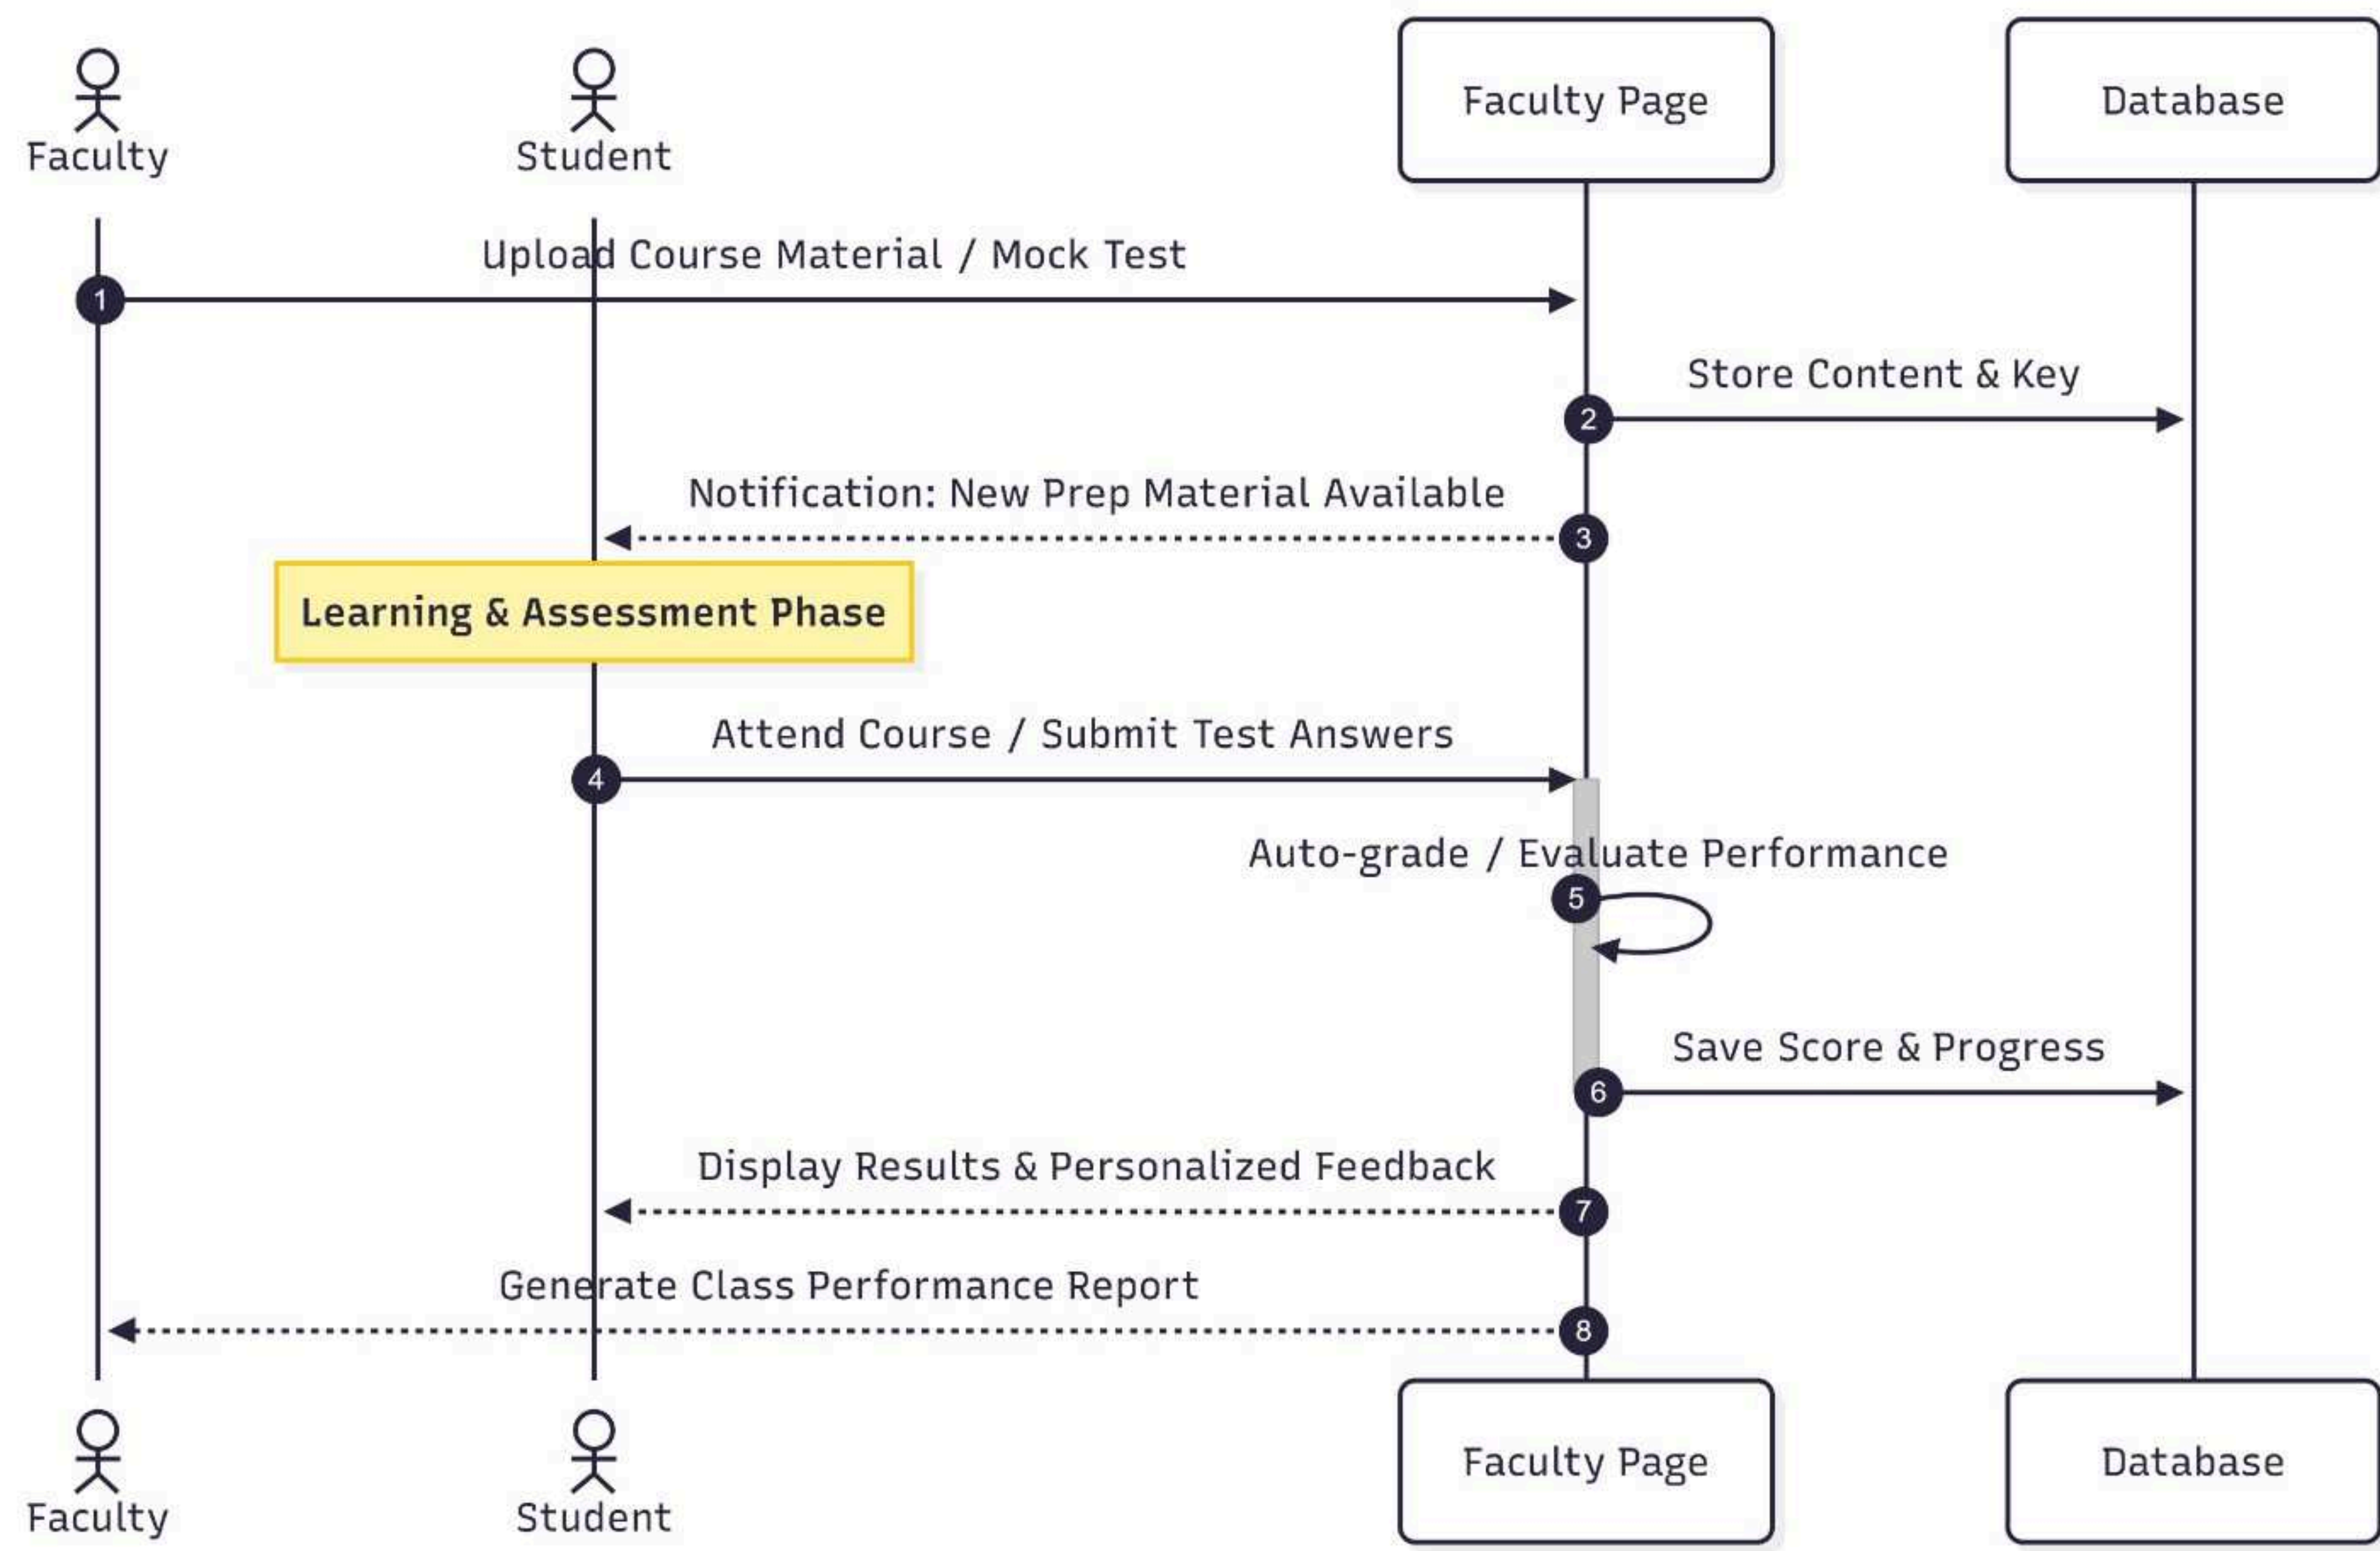 Faculty
Student
Faculty Page
Database
Upload Course Material / Mock Test
1
Store Content & Key
2
Notification: New Prep Material Available
3
Learning & Assessment Phase
Attend Course / Submit Test Answers
4
Auto-grade / Evaluate Performance
5
Save Score & Progress
6
Display Results & Personalized Feedback
7
Generate Class Performance Report
8
Faculty
Student
Faculty Page
Database